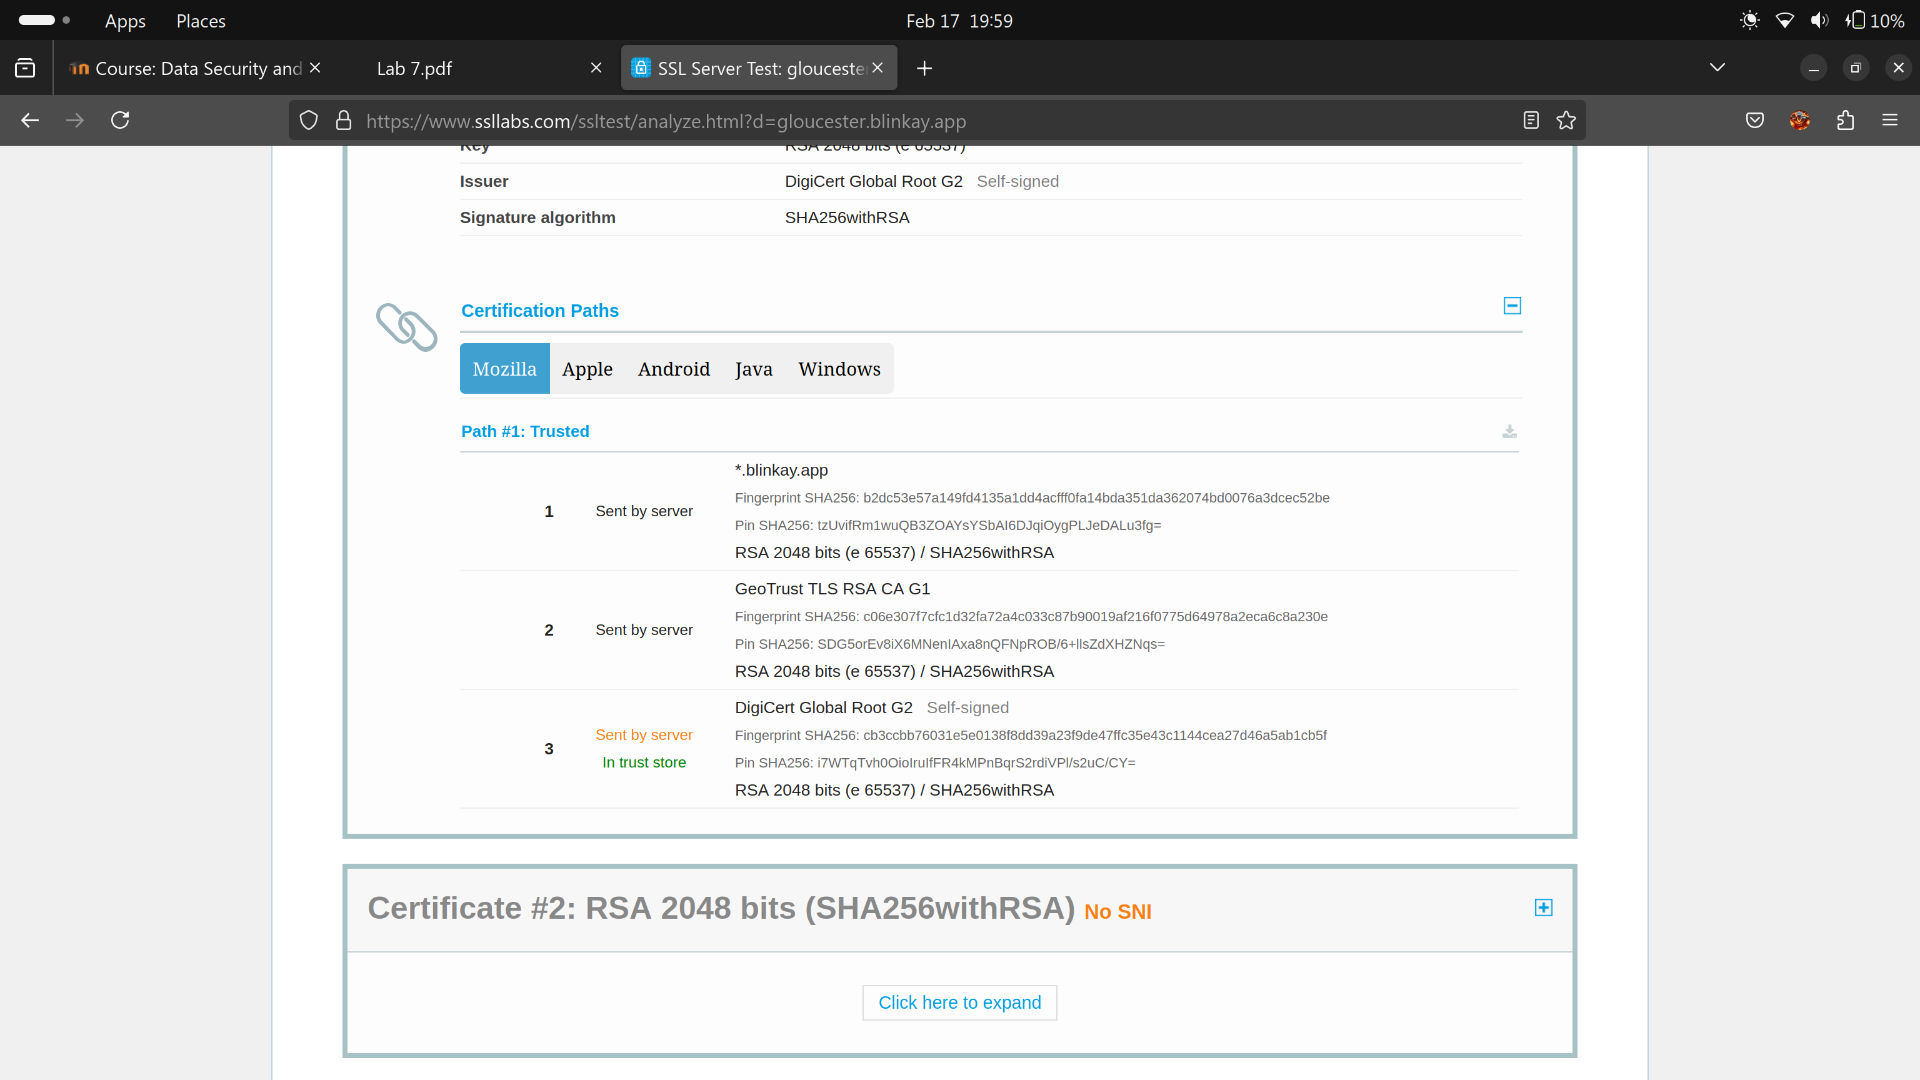 Apps Places Feb 17 19:59 10%
Course: Data Security and Lab 7.pdf SSL Server Test: glouceste
https://www.ssllabs.com/ssltest/analyze.html?d=gloucester.blinkay.app
Key RSA 2048 bits (e 65537)
Issuer DigiCert Global Root G2 Self-signed
Signature algorithm SHA256withRSA
Certification Paths
Mozilla Apple Android Java Windows
Path #1: Trusted
*.blinkay.app
Fingerprint SHA256: b2dc53e57a149fd4135a1dd4acfff0fa14bda351da362074bd0076a3dcec52be
1 Sent by server
Pin SHA256: tzUvifRm1wuQB3ZOAYsYSbAI6DJqiOygPLJeDALu3fg=
RSA 2048 bits (e 65537) / SHA256withRSA
GeoTrust TLS RSA CA G1
Fingerprint SHA256: c06e307f7cfc1d32fa72a4c033c87b90019af216f0775d64978a2eca6c8a230e
2 Sent by server
Pin SHA256: SDG5orEv8iX6MNenIAxa8nQFNpROB/6+llsZdXHZNqs=
RSA 2048 bits (e 65537) / SHA256withRSA
DigiCert Global Root G2 Self-signed
Sent by server Fingerprint SHA256: cb3ccbb76031e5e0138f8dd39a23f9de47ffc35e43c1144cea27d46a5ab1cb5f
3
In trust store Pin SHA256: i7WTqTvh0OioIruIfFR4kMPnBqrS2rdiVPl/s2uC/CY=
RSA 2048 bits (e 65537) / SHA256withRSA
Certificate #2: RSA 2048 bits (SHA256withRSA) No SNI
Click here to expand